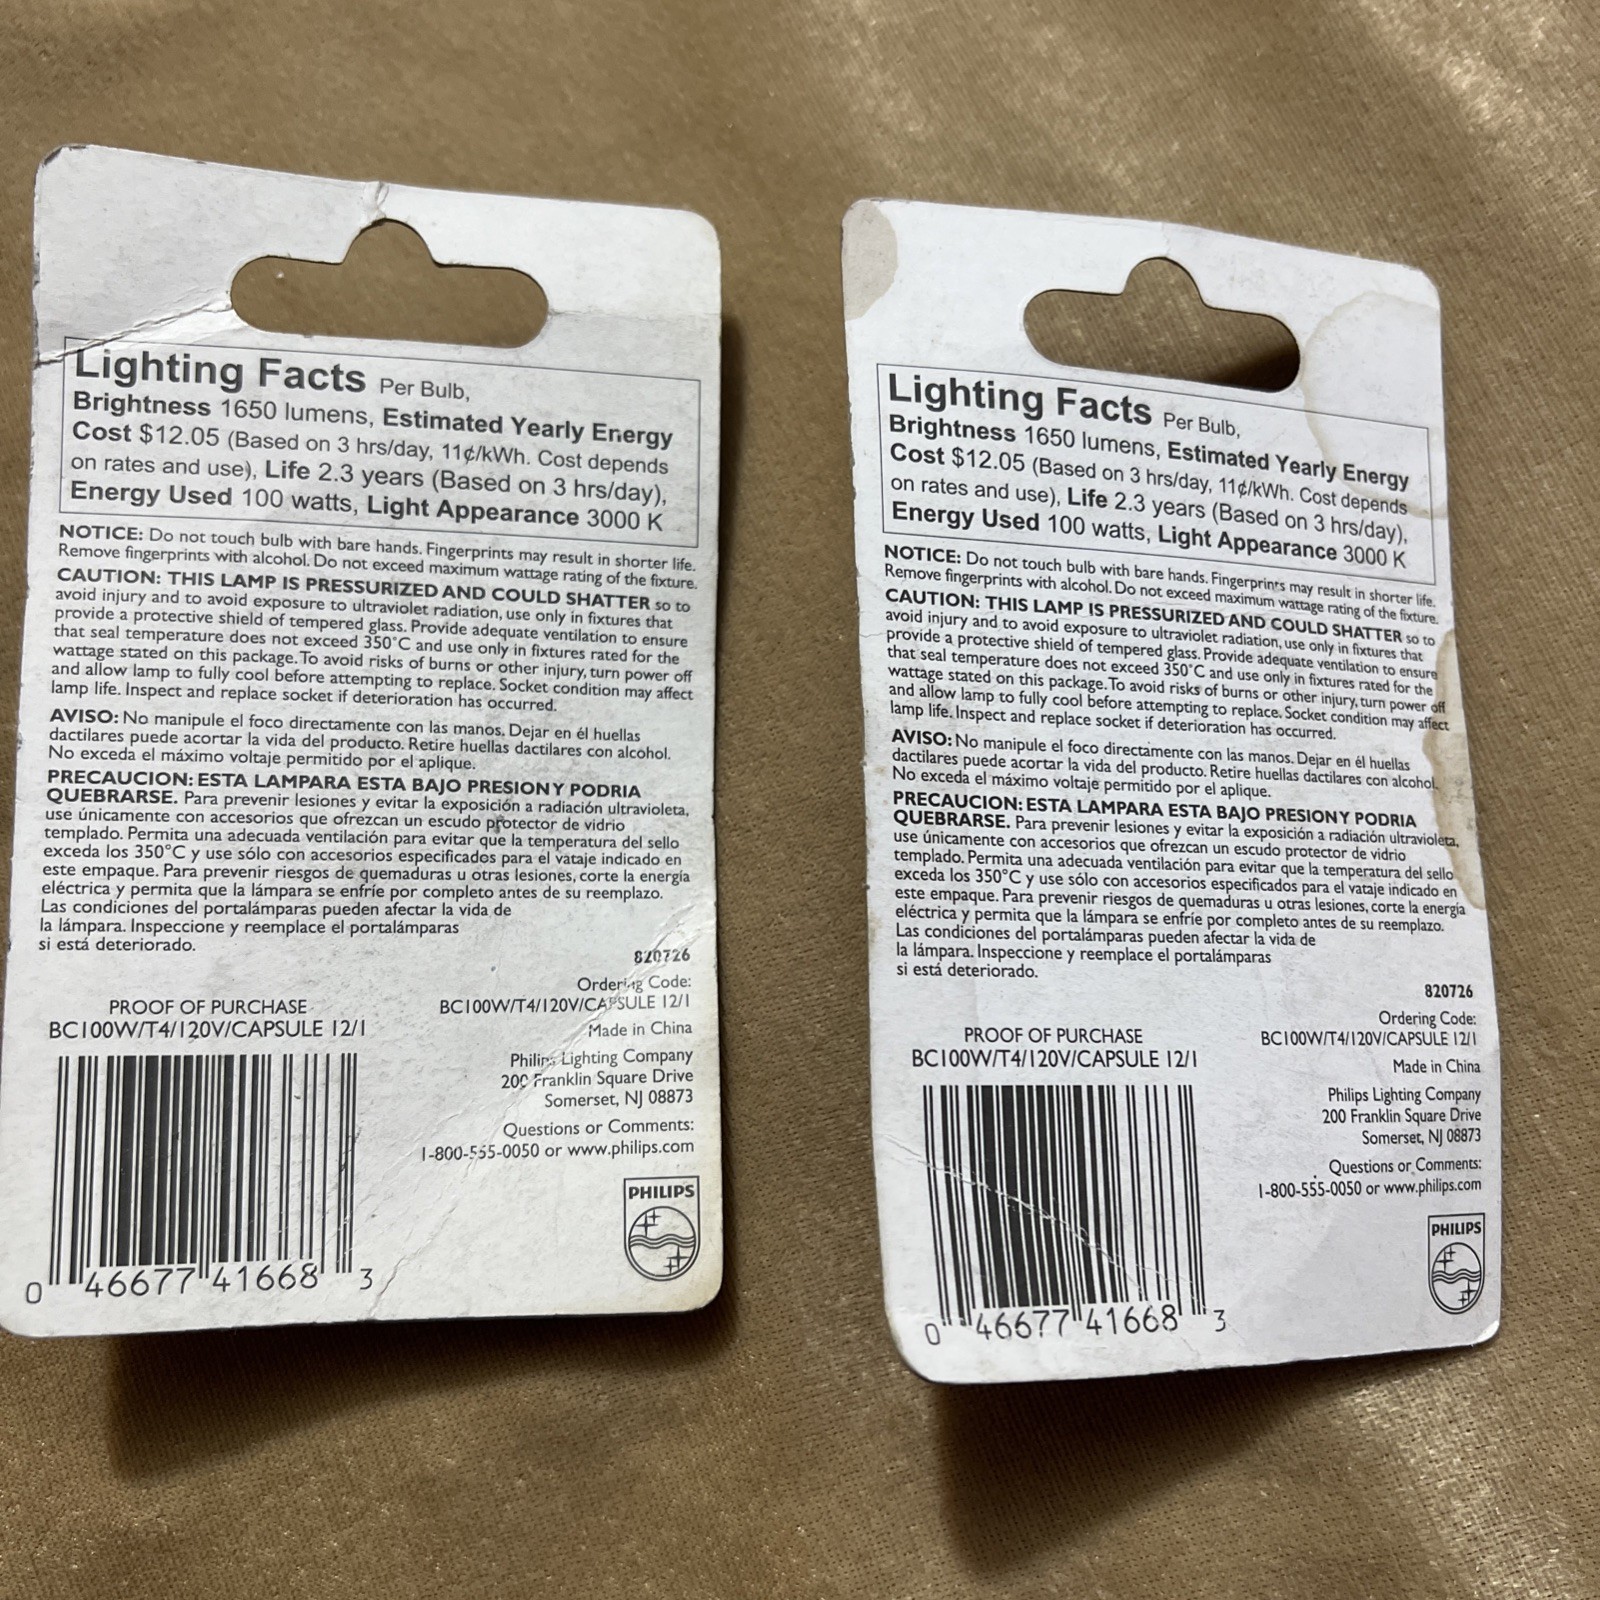 Lighting Facts Per Bulb,
Brightness 1650 lumens, Estimated Yearly Energy
Cost $12.05 (Based on 3 hrs/day, 11¢/kWh. Cost depends
on rates and use), Life 2.3 years (Based on 3 hrs/day),
Energy Used 100 watts, Light Appearance 3000 K
NOTICE: Do not touch bulb with bare hands. Fingerprints may result in shorter life.
Remove fingerprints with alcohol. Do not exceed maximum wattage rating of the fixture.
CAUTION: THIS LAMP IS PRESSURIZED AND COULD SHATTER so to
avoid injury and to avoid exposure to ultraviolet radiation, use only in fixtures that
provide a protective shield of tempered glass. Provide adequate ventilation to ensure
that seal temperature does not exceed 350°C and use only in fixtures rated for the
wattage stated on this package. To avoid risks of burns or other injury, turn power off
and allow lamp to fully cool before attempting to replace. Socket condition may affect
lamp life. Inspect and replace socket if deterioration has occurred.
AVISO: No manipule el foco directamente con las manos. Dejar en él huellas
dactilares puede acortar la vida del producto. Retire huellas dactilares con alcohol.
No exceda el máximo voltaje permitido por el aplique.
PRECAUCION: ESTA LAMPARA ESTA BAJO PRESION Y PODRIA
QUEBRARSE. Para prevenir lesiones y evitar la exposición a radiación ultravioleta,
use únicamente con accesorios que ofrezcan un escudo protector de vidrio
templado. Permita una adecuada ventilación para evitar que la temperatura del sello
exceda los 350°C y use sólo con accesorios especificados para el vataje indicado en
este empaque. Para prevenir riesgos de quemaduras u otras lesiones, corte la energía
eléctrica y permita que la lámpara se enfríe por completo antes de su reemplazo.
Las condiciones del portalámparas pueden afectar la vida de
la lámpara. Inspeccione y reemplace el portalámparas
si está deteriorado.
820726
Ordering Code:
BC100W/T4/120V/CAPSULE 12/1
Made in China
Philips Lighting Company
200 Franklin Square Drive
Somerset, NJ 08873
Questions or Comments:
1-800-555-0050 or www.philips.com
PHILIPS
PROOF OF PURCHASE
BC100W/T4/120V/CAPSULE 12/1
0 46677 41668 3
Lighting Facts Per Bulb,
Brightness 1650 lumens, Estimated Yearly Energy
Cost $12.05 (Based on 3 hrs/day, 11¢/kWh. Cost depends
on rates and use), Life 2.3 years (Based on 3 hrs/day),
Energy Used 100 watts, Light Appearance 3000 K
NOTICE: Do not touch bulb with bare hands. Fingerprints may result in shorter life.
Remove fingerprints with alcohol. Do not exceed maximum wattage rating of the fixture.
CAUTION: THIS LAMP IS PRESSURIZED AND COULD SHATTER so to
avoid injury and to avoid exposure to ultraviolet radiation, use only in fixtures that
provide a protective shield of tempered glass. Provide adequate ventilation to ensure
that seal temperature does not exceed 350°C and use only in fixtures rated for the
wattage stated on this package. To avoid risks of burns or other injury, turn power off
and allow lamp to fully cool before attempting to replace. Socket condition may affect
lamp life. Inspect and replace socket if deterioration has occurred.
AVISO: No manipule el foco directamente con las manos. Dejar en él huellas
dactilares puede acortar la vida del producto. Retire huellas dactilares con alcohol.
No exceda el máximo voltaje permitido por el aplique.
PRECAUCION: ESTA LAMPARA ESTA BAJO PRESION Y PODRIA
QUEBRARSE. Para prevenir lesiones y evitar la exposición a radiación ultravioleta,
use únicamente con accesorios que ofrezcan un escudo protector de vidrio
templado. Permita una adecuada ventilación para evitar que la temperatura del sello
exceda los 350°C y use sólo con accesorios especificados para el vataje indicado en
este empaque. Para prevenir riesgos de quemaduras u otras lesiones, corte la energía
eléctrica y permita que la lámpara se enfríe por completo antes de su reemplazo.
Las condiciones del portalámparas pueden afectar la vida de
la lámpara. Inspeccione y reemplace el portalámparas
si está deteriorado.
820726
Ordering Code:
BC100W/T4/120V/CAPSULE 12/1
Made in China
Philips Lighting Company
200 Franklin Square Drive
Somerset, NJ 08873
Questions or Comments:
1-800-555-0050 or www.philips.com
PHILIPS
PROOF OF PURCHASE
BC100W/T4/120V/CAPSULE 12/1
0 46677 41668 3